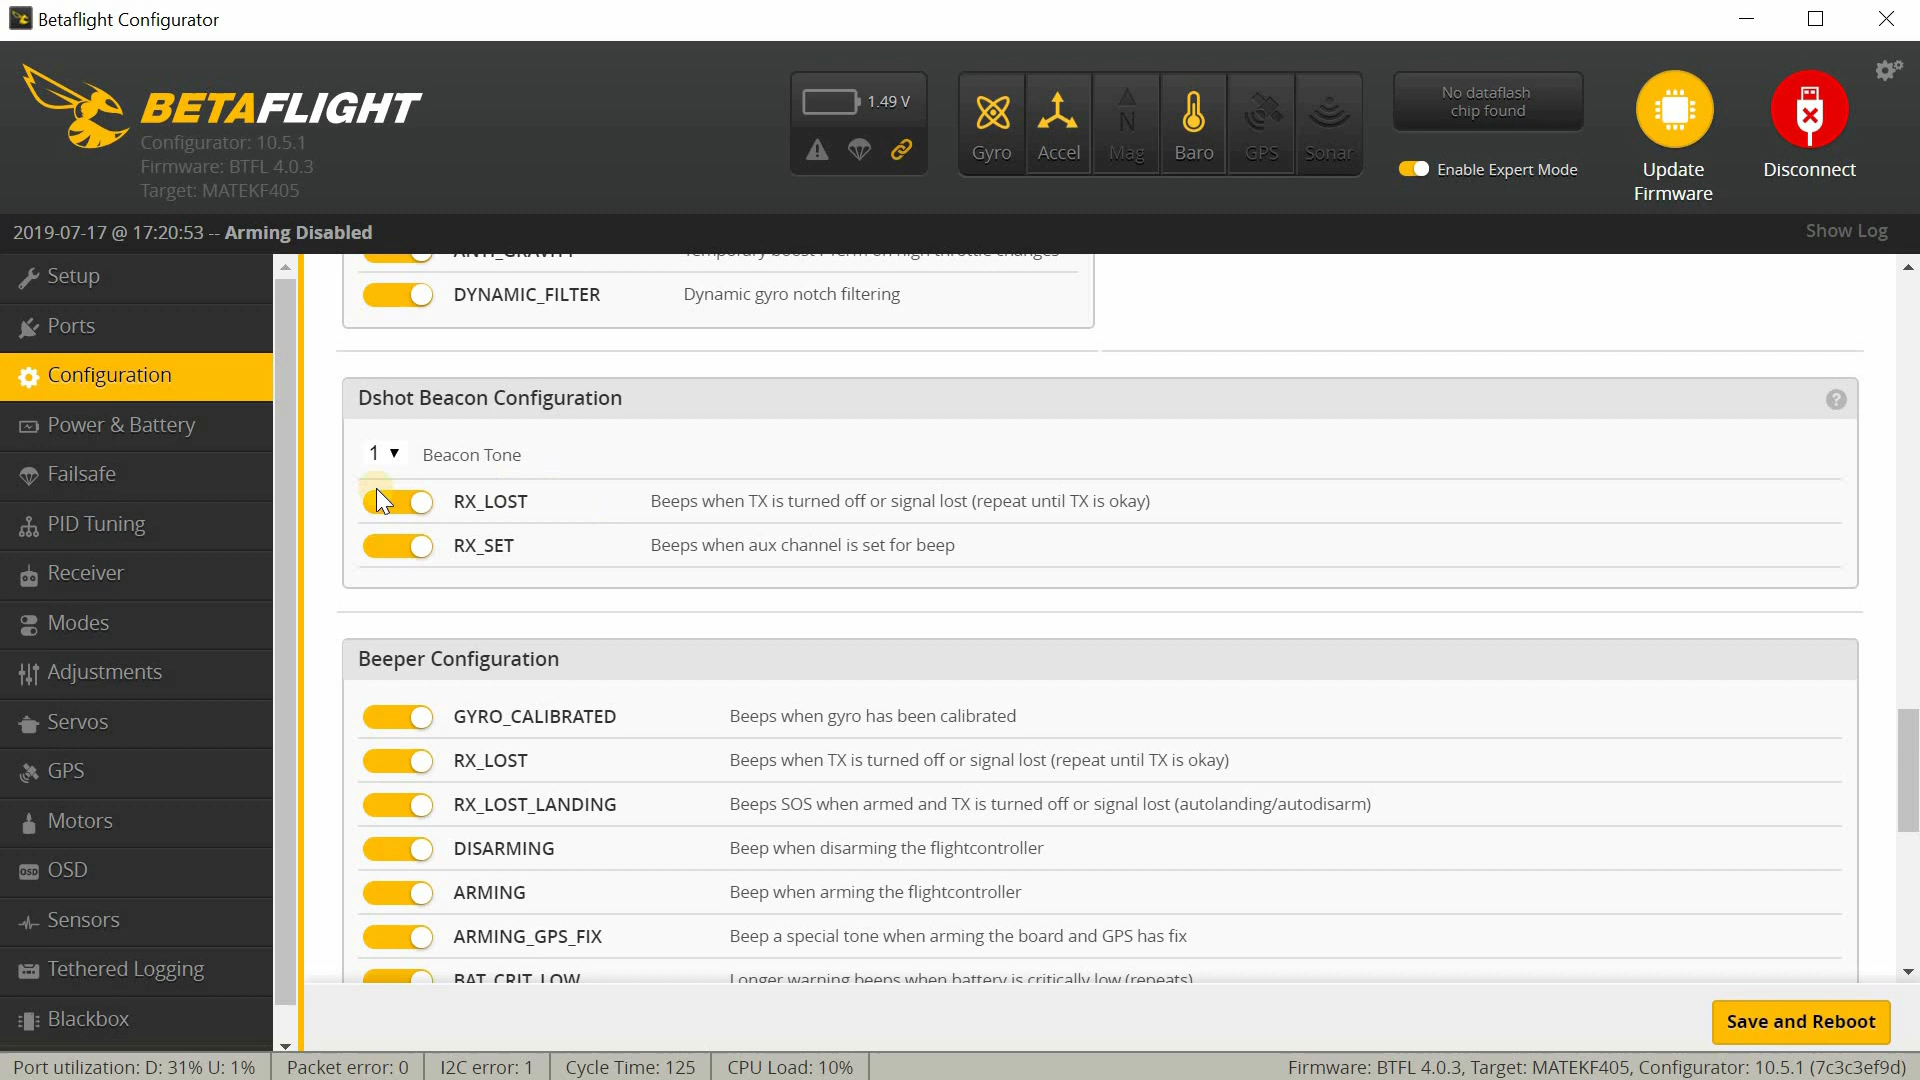 Betaflight Configurator
BETAFLIGHT
Configurator: 10.5.1
Firmware: BTFL 4.0.3
Target: MATEKF405
1.49 V
Gyro
Accel
N
Mag
Baro
GPS
Sonar
No dataflash
chip found
Enable Expert Mode
Update
Firmware
Disconnect
2019-07-17 @ 17:20:53 -- Arming Disabled
Show Log
Setup
Ports
Configuration
Power & Battery
Failsafe
PID Tuning
Receiver
Modes
Adjustments
Servos
GPS
Motors
OSD OSD
Sensors
Tethered Logging
Blackbox
ANTI_GRAVITY Temporary boost I-Term on high throttle changes
DYNAMIC_FILTER Dynamic gyro notch filtering
Dshot Beacon Configuration
?
1 Beacon Tone
RX_LOST Beeps when TX is turned off or signal lost (repeat until TX is okay)
RX_SET Beeps when aux channel is set for beep
Beeper Configuration
GYRO_CALIBRATED Beeps when gyro has been calibrated
RX_LOST Beeps when TX is turned off or signal lost (repeat until TX is okay)
RX_LOST_LANDING Beeps SOS when armed and TX is turned off or signal lost (autolanding/autodisarm)
DISARMING Beep when disarming the flightcontroller
ARMING Beep when arming the flightcontroller
ARMING_GPS_FIX Beep a special tone when arming the board and GPS has fix
BAT_CRIT_LOW Longer warning beeps when battery is critically low (repeats)
Save and Reboot
Port utilization: D: 31% U: 1%
Packet error: 0
I2C error: 1
Cycle Time: 125
CPU Load: 10%
Firmware: BTFL 4.0.3, Target: MATEKF405, Configurator: 10.5.1 (7c3c3ef9d)